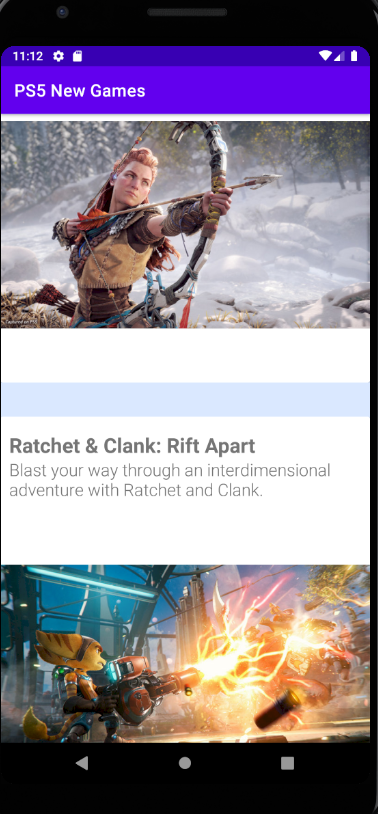 11:12
PS5 New Games
Ratchet & Clank: Rift Apart
Blast your way through an interdimensional
adventure with Ratchet and Clank.